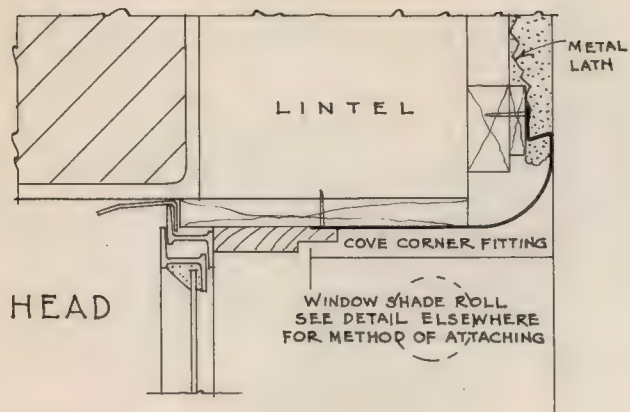 METAL
LATH
LINTEL
COVE CORNER FITTING
HEAD
WINDOW SHADE ROLL
SEE DETAIL ELSEWHERE
FOR METHOD OF ATTACHING